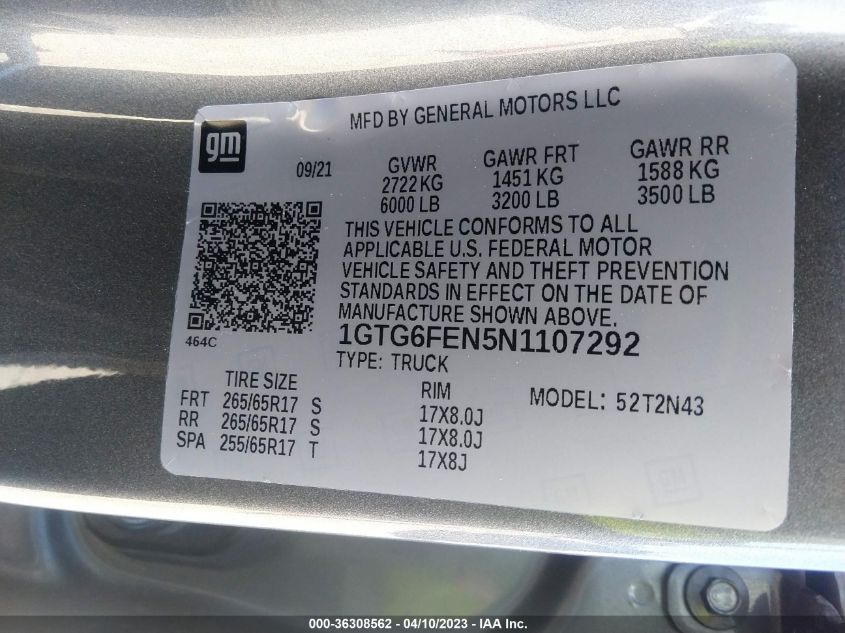 MFD BY GENERAL MOTORS LLC
gm
09/21
GVWR GAWR FRT GAWR RR
2722 KG 1451 KG 1588 KG
6000 LB 3200 LB 3500 LB
THIS VEHICLE CONFORMS TO ALL
APPLICABLE U.S. FEDERAL MOTOR
VEHICLE SAFETY AND THEFT PREVENTION
STANDARDS IN EFFECT ON THE DATE OF
MANUFACTURE SHOWN ABOVE.
464C
1GTG6FEN5N1107292
TYPE: TRUCK
TIRE SIZE RIM MODEL: 52T2N43
FRT 265/65R17 S 17X8.0J
RR 265/65R17 S 17X8.0J
SPA 255/65R17 T 17X8J
000-36308562 - 04/10/2023 - © IAA Inc.